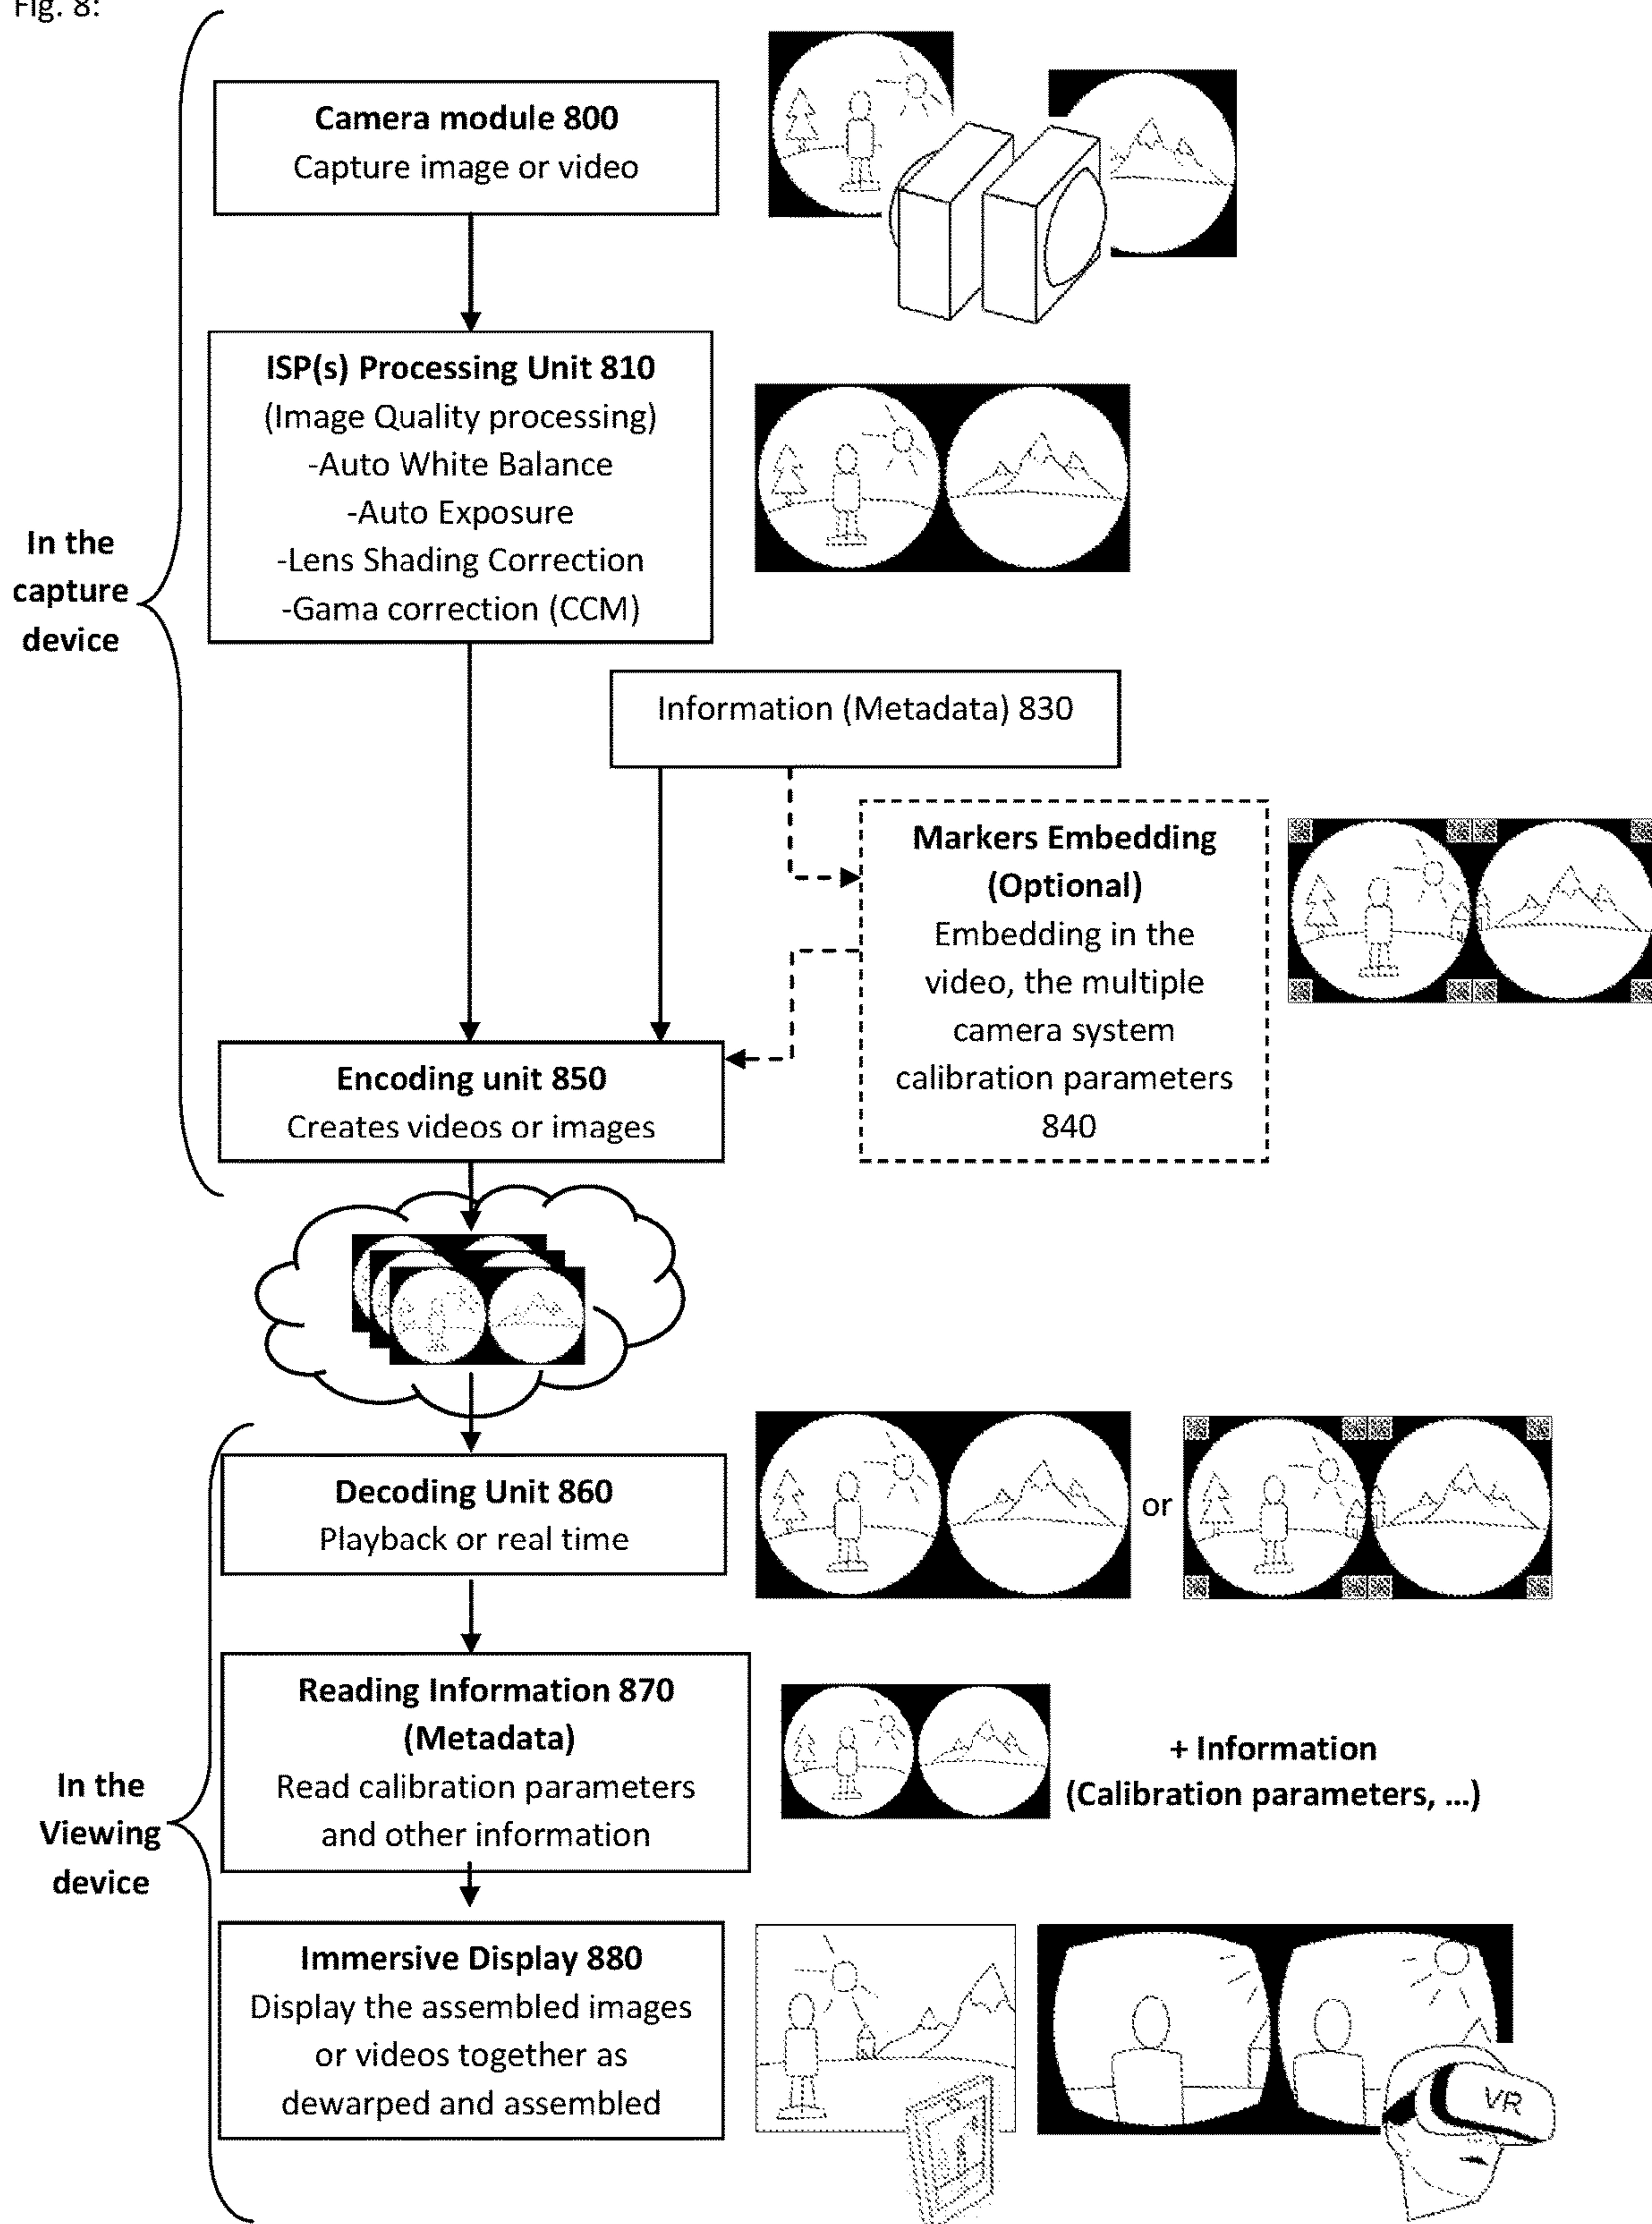 Fig. 8:
Camera module 800
Capture image or video
ISP(s) Processing Unit 810
(Image Quality processing)
-Auto White Balance
-Auto Exposure
-Lens Shading Correction
-Gama correction (CCM)
In the
capture
device
Information (Metadata) 830
Markers Embedding
(Optional)
Embedding in the
video, the multiple
camera system
calibration parameters
840
Encoding unit 850
Creates videos or images
Decoding Unit 860
Playback or real time
or
Reading Information 870
(Metadata)
Read calibration parameters
and other information
+ Information
(Calibration parameters, ...)
In the
Viewing
device
Immersive Display 880
Display the assembled images
or videos together as
dewarped and assembled
VR